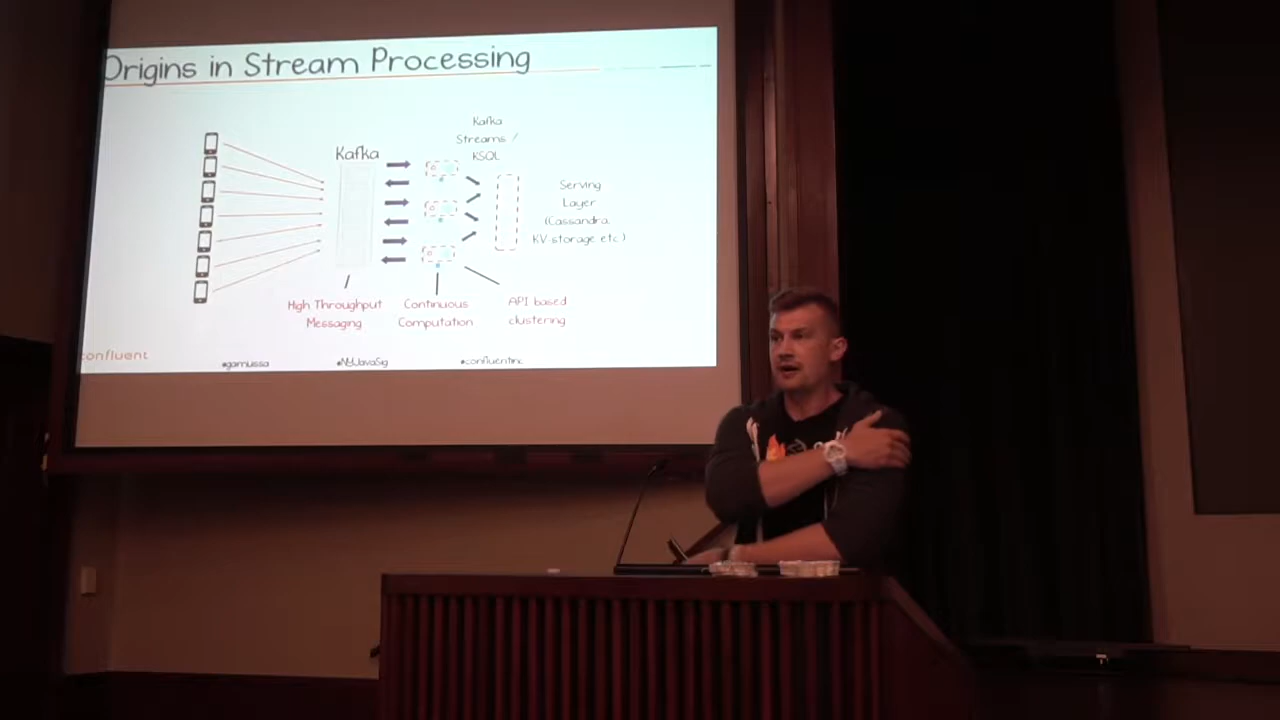 Origins in Stream Processing
Kafka
Kafka
Streams /
KSQL
Serving
Layer
(Cassandra,
KV-storage etc.)
High Throughput
Messaging
Continuous
Computation
API based
clustering
confluent
@gamussa
#NYJavaSig
@confluentinc